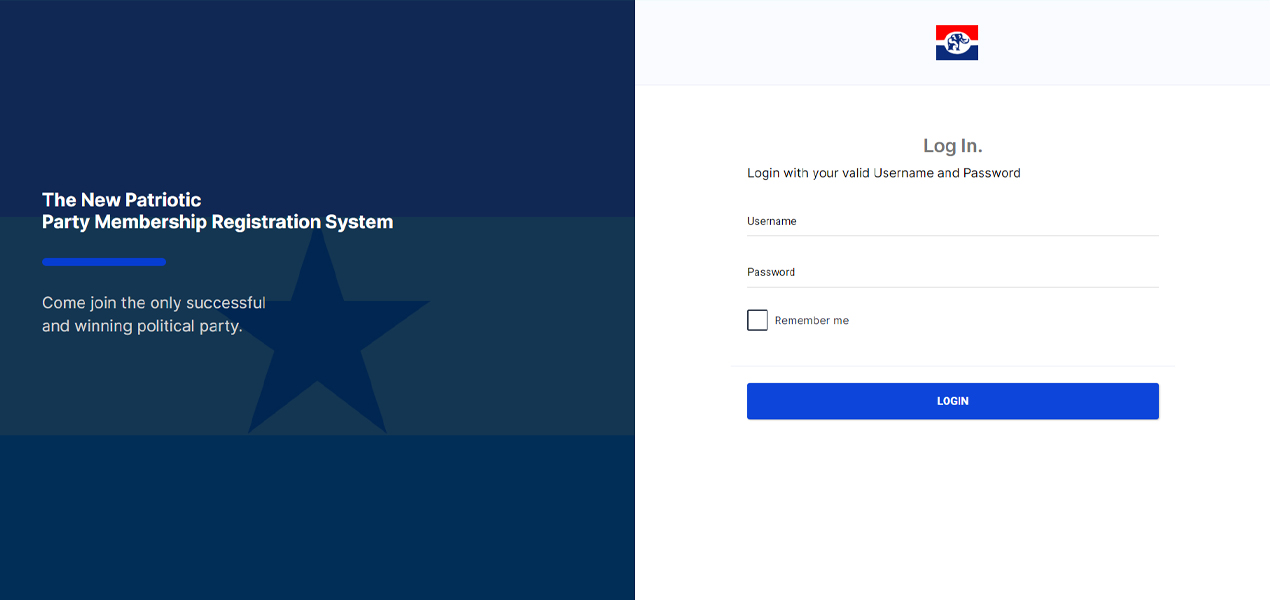 The New Patriotic
Party Membership Registration System
Come join the only successful
and winning political party.
Log In.
Login with your valid Username and Password
Username
Password
Remember me
LOGIN